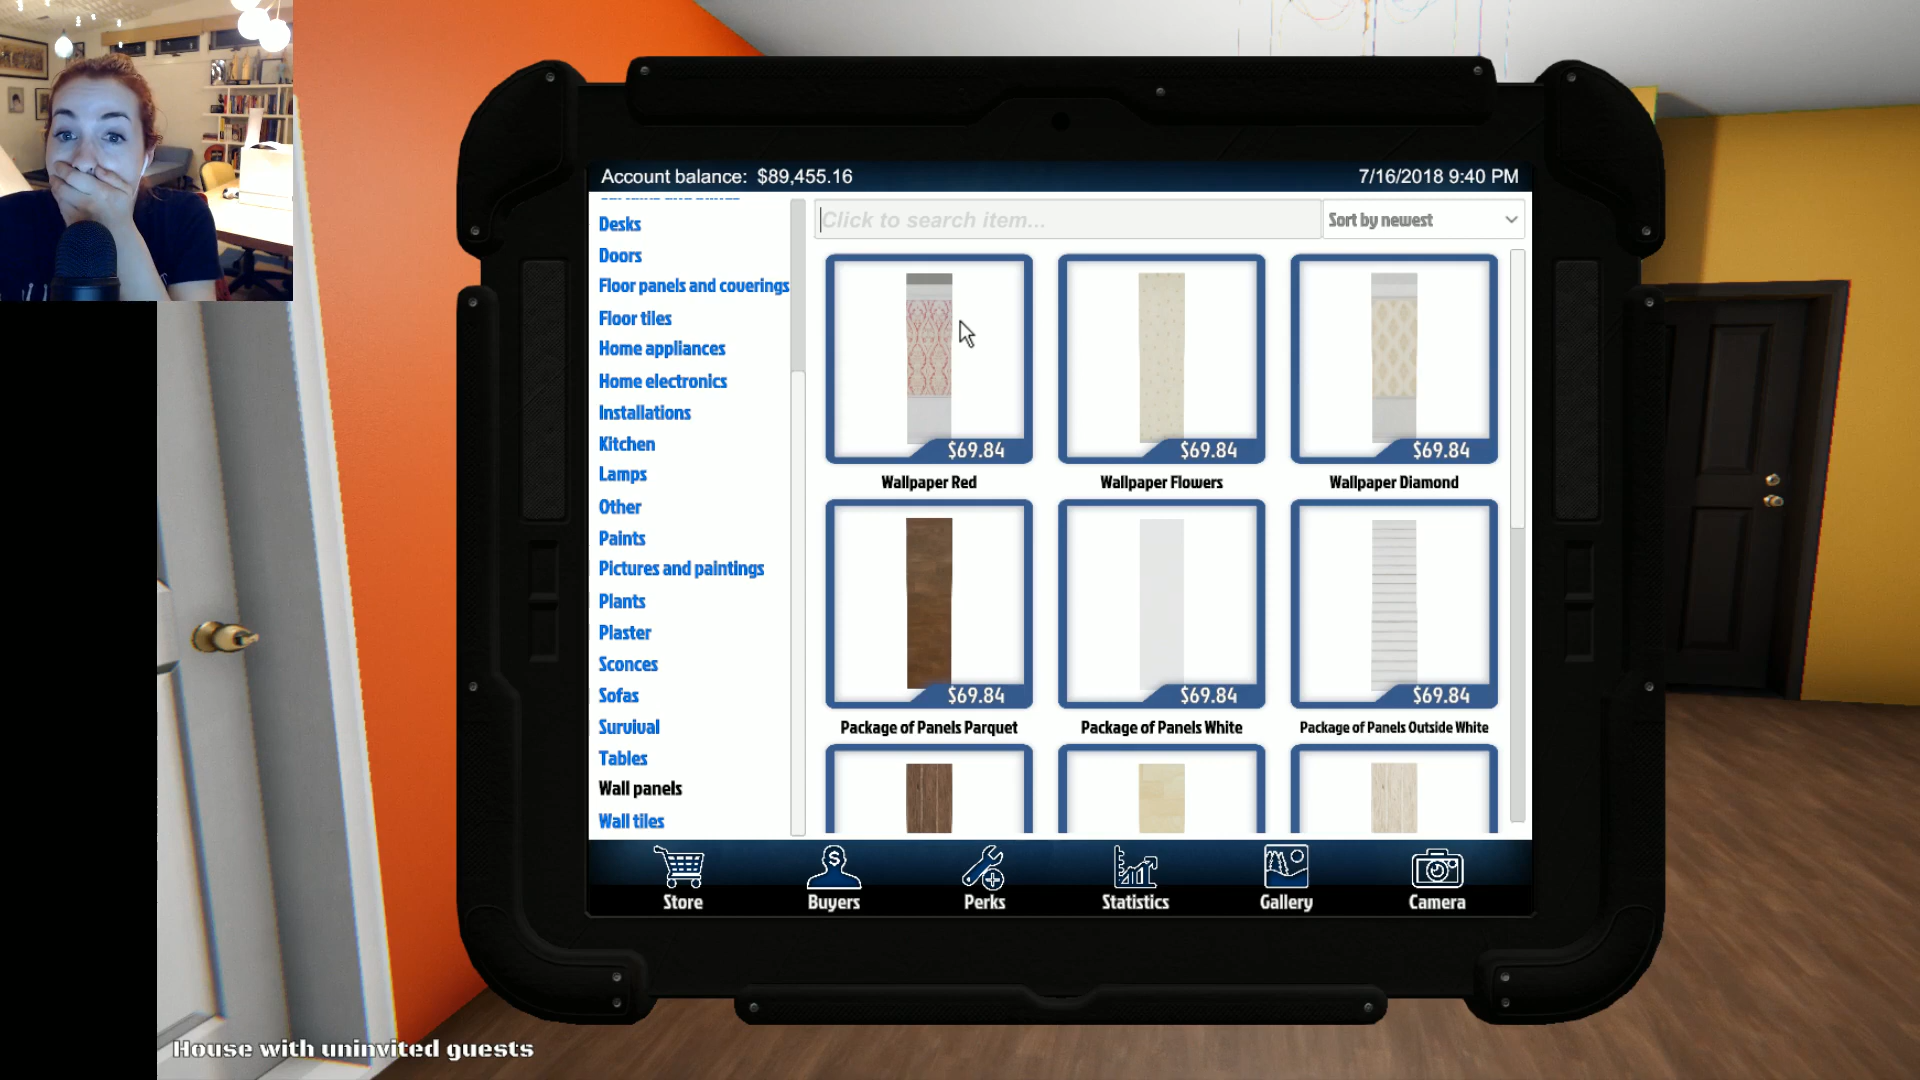 Account balance: $89,455.16
7/16/2018 9:40 PM
Desks
Doors
Floor panels and coverings
Floor tiles
Home appliances
Home electronics
Installations
Kitchen
Lamps
Other
Paints
Pictures and paintings
Plants
Plaster
Sconces
Sofas
Survival
Tables
Wall panels
Wall tiles
Click to search item...
Sort by newest
$69.84
$69.84
$69.84
Wallpaper Red
Wallpaper Flowers
Wallpaper Diamond
$69.84
$69.84
$69.84
Package of Panels Parquet
Package of Panels White
Package of Panels Outside White
Store
Buyers
Perks
Statistics
Gallery
Camera
House with uninvited guests